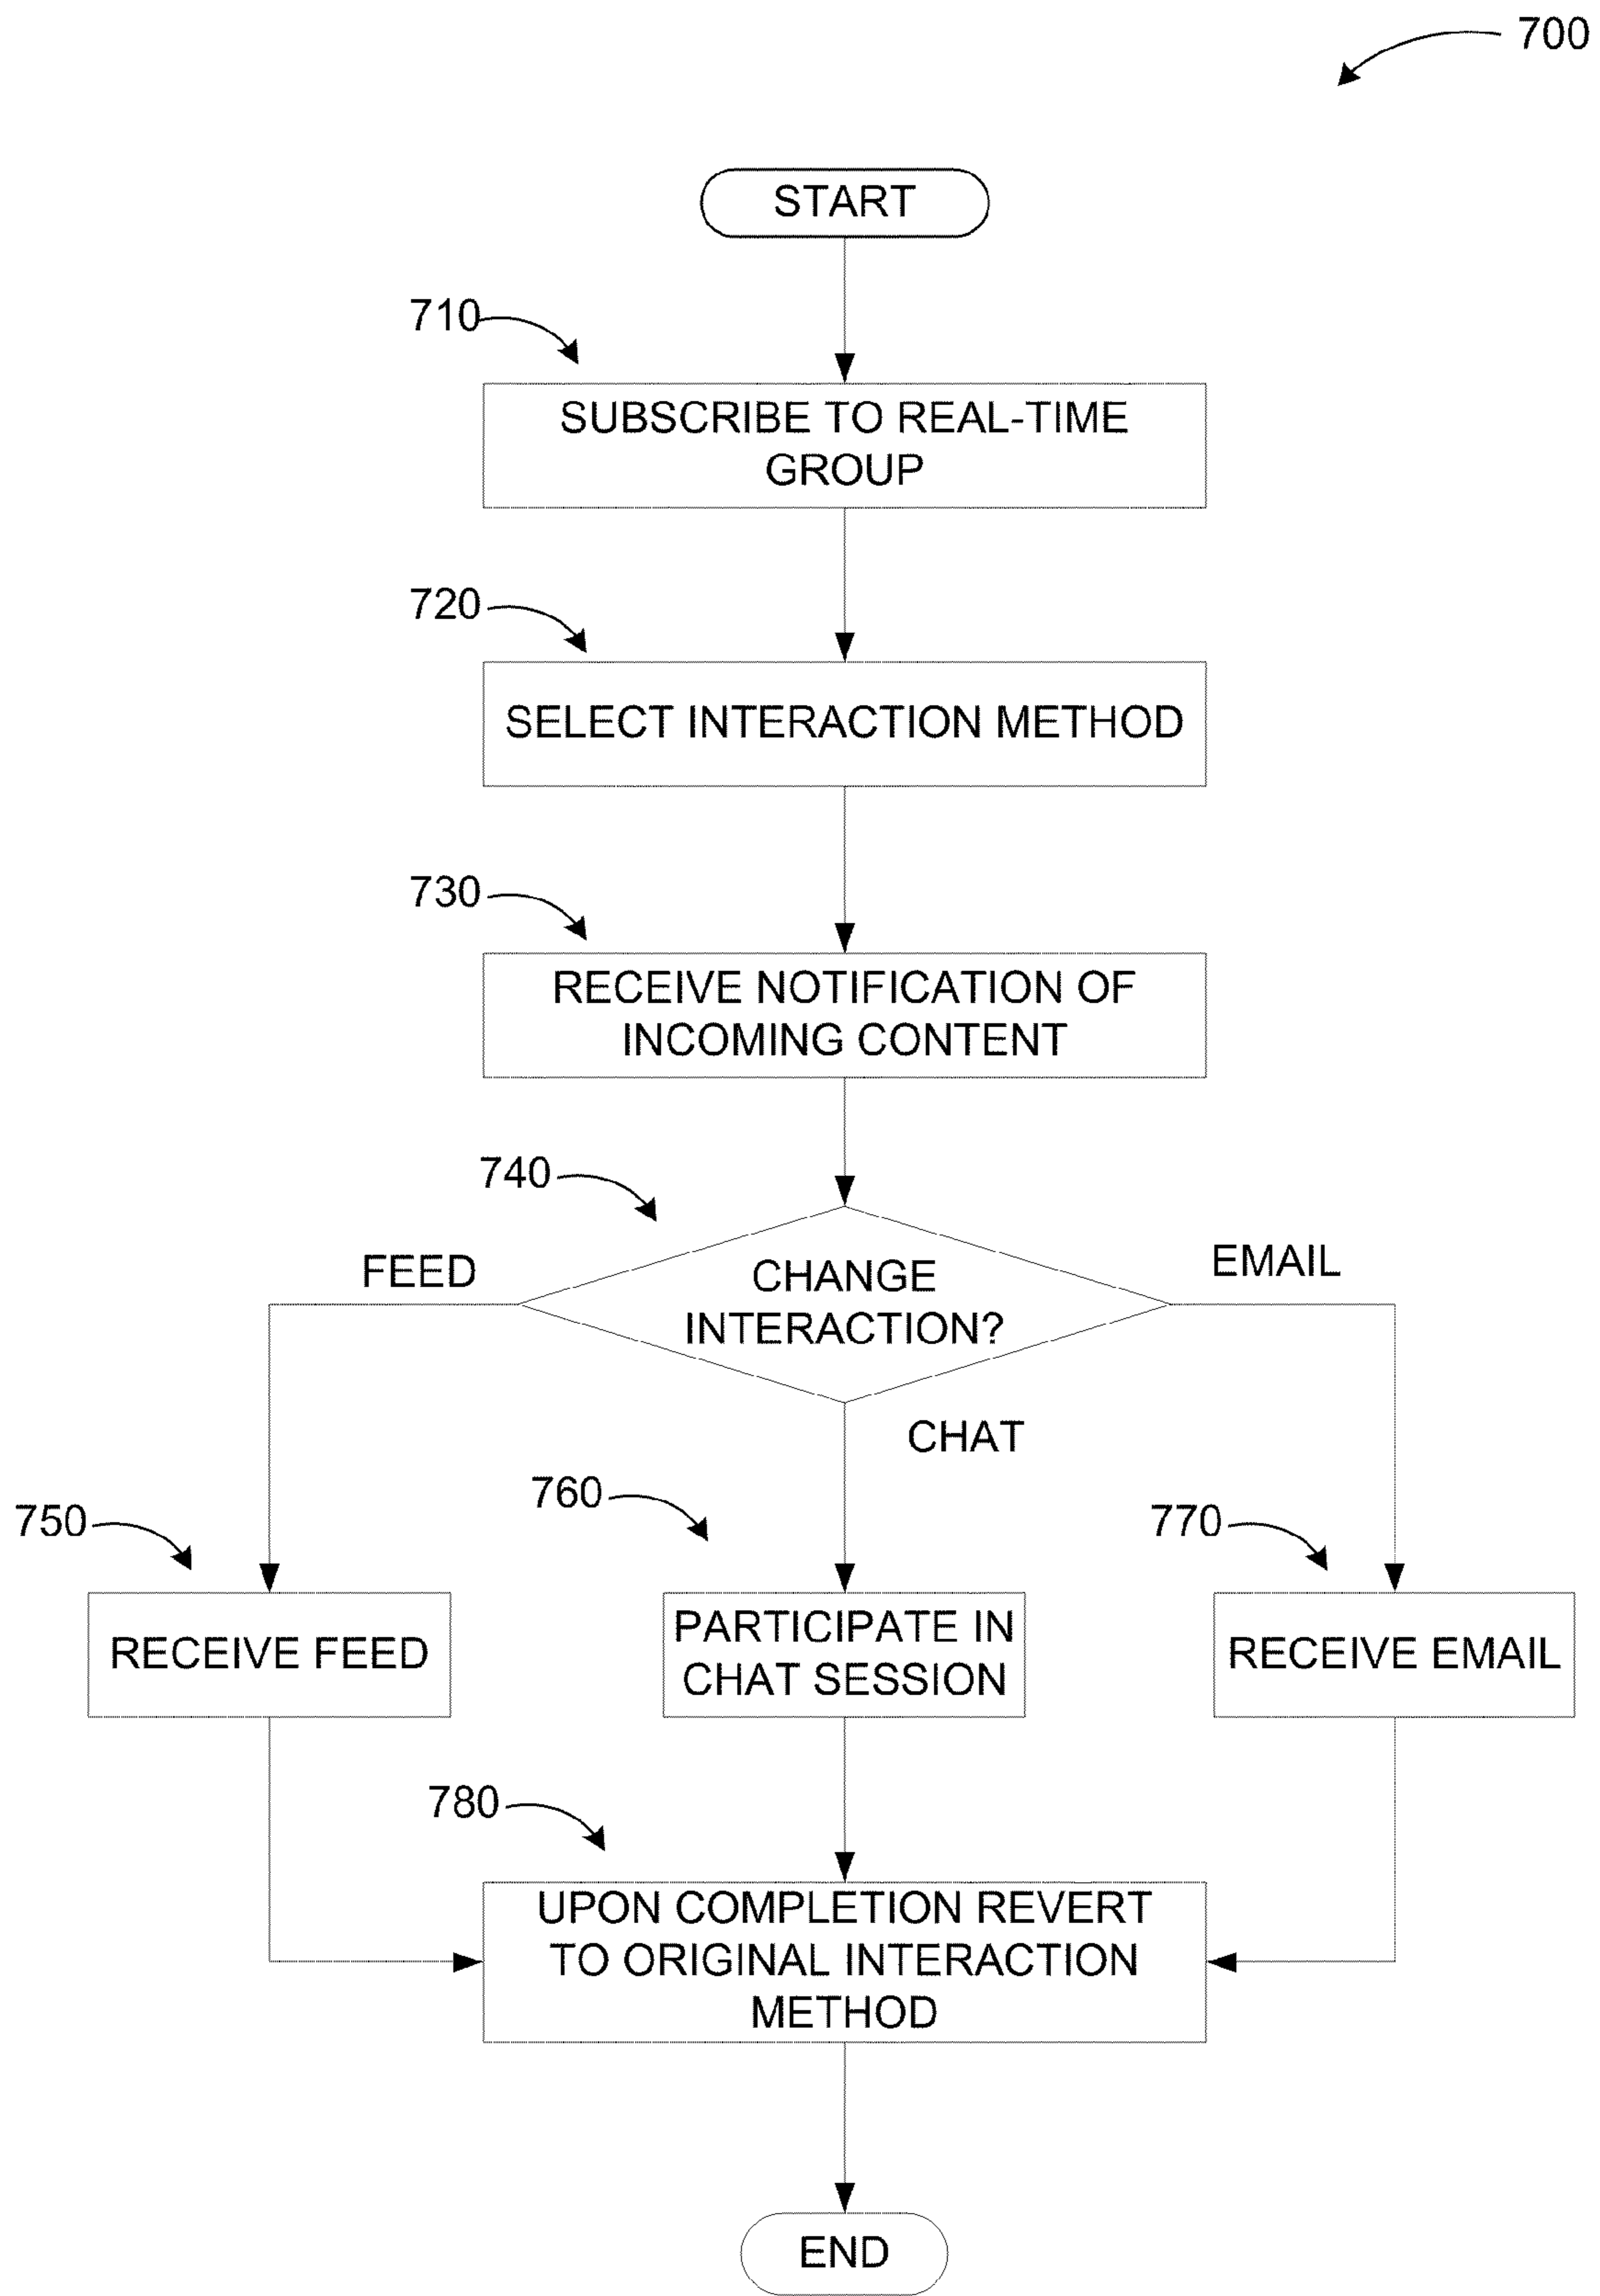 700
START
710
SUBSCRIBE TO REAL-TIME
GROUP
720
SELECT INTERACTION METHOD
730
RECEIVE NOTIFICATION OF
INCOMING CONTENT
740
FEED
CHANGE
INTERACTION?
EMAIL
CHAT
750
760
770
RECEIVE FEED
PARTICIPATE IN
CHAT SESSION
RECEIVE EMAIL
780
UPON COMPLETION REVERT
TO ORIGINAL INTERACTION
METHOD
END